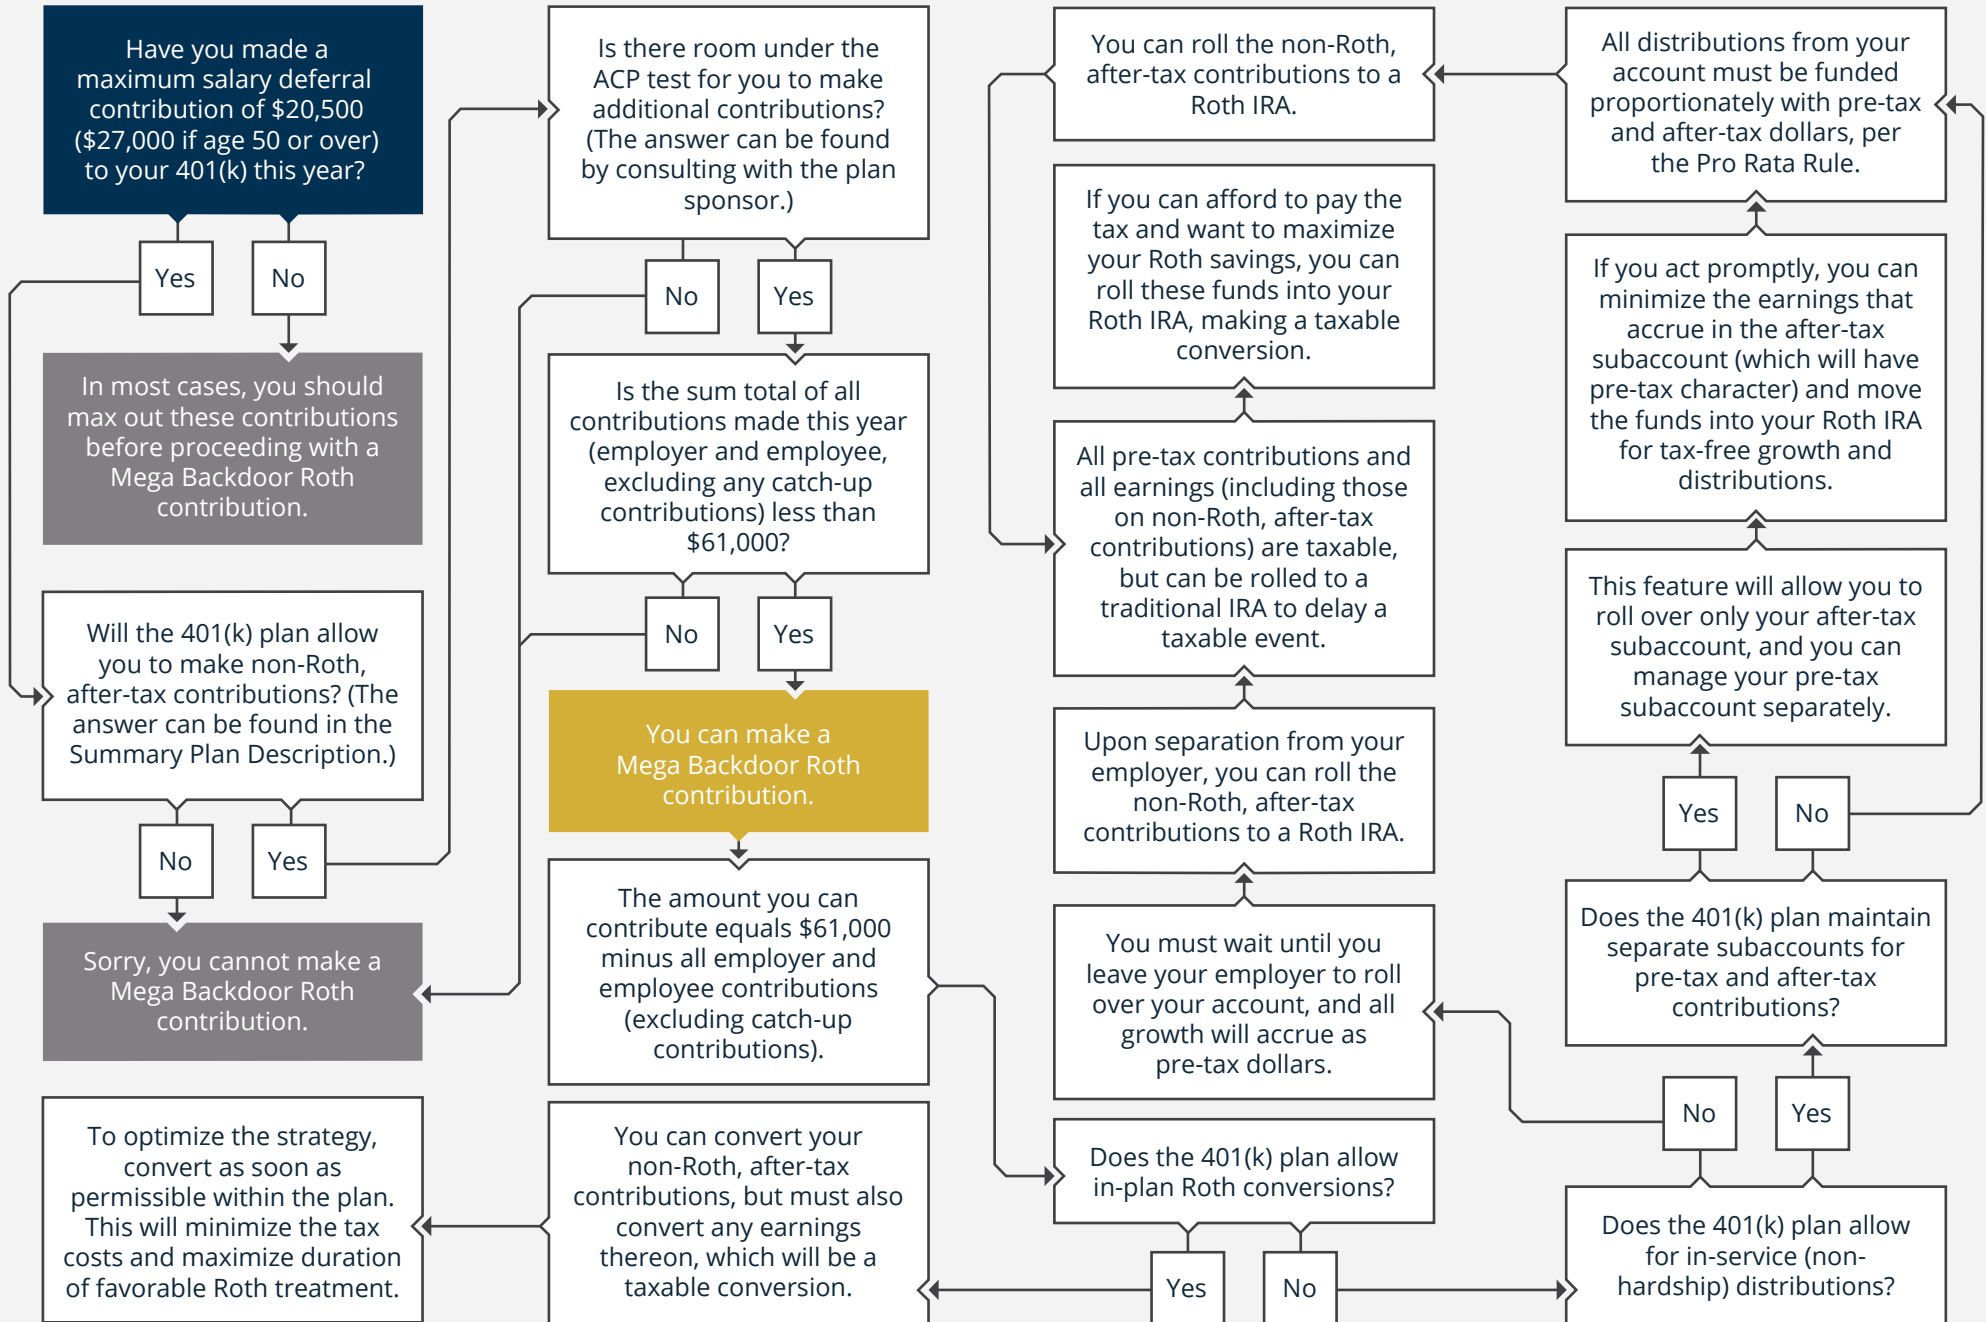 Have you made a
maximum salary deferral
contribution of $20,500
($27,000 if age 50 or over)
to your 401(k) this year?
Yes
No
In most cases, you should
max out these contributions
before proceeding with a
Mega Backdoor Roth
contribution.
Will the 401(k) plan allow
you to make non-Roth,
after-tax contributions? (The
answer can be found in the
Summary Plan Description.)
No
Yes
Sorry, you cannot make a
Mega Backdoor Roth
contribution.
Is there room under the
ACP test for you to make
additional contributions?
(The answer can be found
by consulting with the plan
sponsor.)
No
Yes
Is the sum total of all
contributions made this year
(employer and employee,
excluding any catch-up
contributions) less than
$61,000?
No
Yes
You can make a
Mega Backdoor Roth
contribution.
The amount you can
contribute equals $61,000
minus all employer and
employee contributions
(excluding catch-up
contributions).
Does the 401(k) plan allow
in-plan Roth conversions?
Yes
No
You can convert your
non-Roth, after-tax
contributions, but must also
convert any earnings
thereon, which will be a
taxable conversion.
To optimize the strategy,
convert as soon as
permissible within the plan.
This will minimize the tax
costs and maximize duration
of favorable Roth treatment.
Does the 401(k) plan allow
for in-service (non-
hardship) distributions?
No
Yes
You must wait until you
leave your employer to roll
over your account, and all
growth will accrue as
pre-tax dollars.
Upon separation from your
employer, you can roll the
non-Roth, after-tax
contributions to a Roth IRA.
Does the 401(k) plan maintain
separate subaccounts for
pre-tax and after-tax
contributions?
Yes
No
This feature will allow you to
roll over only your after-tax
subaccount, and you can
manage your pre-tax
subaccount separately.
If you act promptly, you can
minimize the earnings that
accrue in the after-tax
subaccount (which will have
pre-tax character) and move
the funds into your Roth IRA
for tax-free growth and
distributions.
All distributions from your
account must be funded
proportionately with pre-tax
and after-tax dollars, per
the Pro Rata Rule.
You can roll the non-Roth,
after-tax contributions to a
Roth IRA.
All pre-tax contributions and
all earnings (including those
on non-Roth, after-tax
contributions) are taxable,
but can be rolled to a
traditional IRA to delay a
taxable event.
If you can afford to pay the
tax and want to maximize
your Roth savings, you can
roll these funds into your
Roth IRA, making a taxable
conversion.